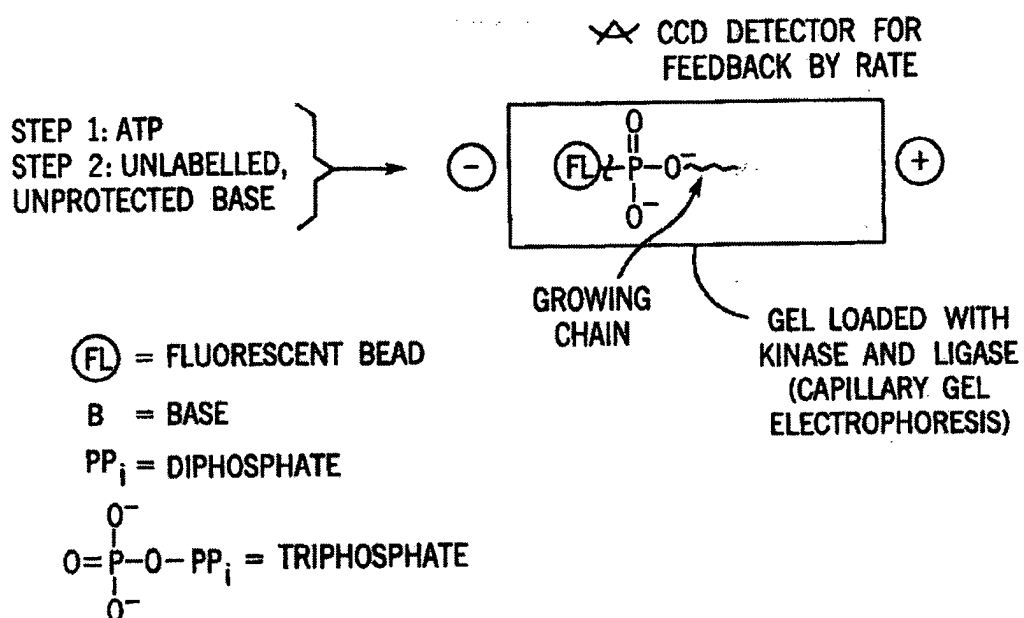 CCD DETECTOR FOR
FEEDBACK BY RATE
STEP 1: ATP
STEP 2: UNLABELLED,
UNPROTECTED BASE
−
FL
O
P
O⁻
O⁻
+
GROWING
CHAIN
GEL LOADED WITH
KINASE AND LIGASE
(CAPILLARY GEL
ELECTROPHORESIS)
FL = FLUORESCENT BEAD
B = BASE
PPi = DIPHOSPHATE
O⁻
O=P−O−PPi = TRIPHOSPHATE
O⁻